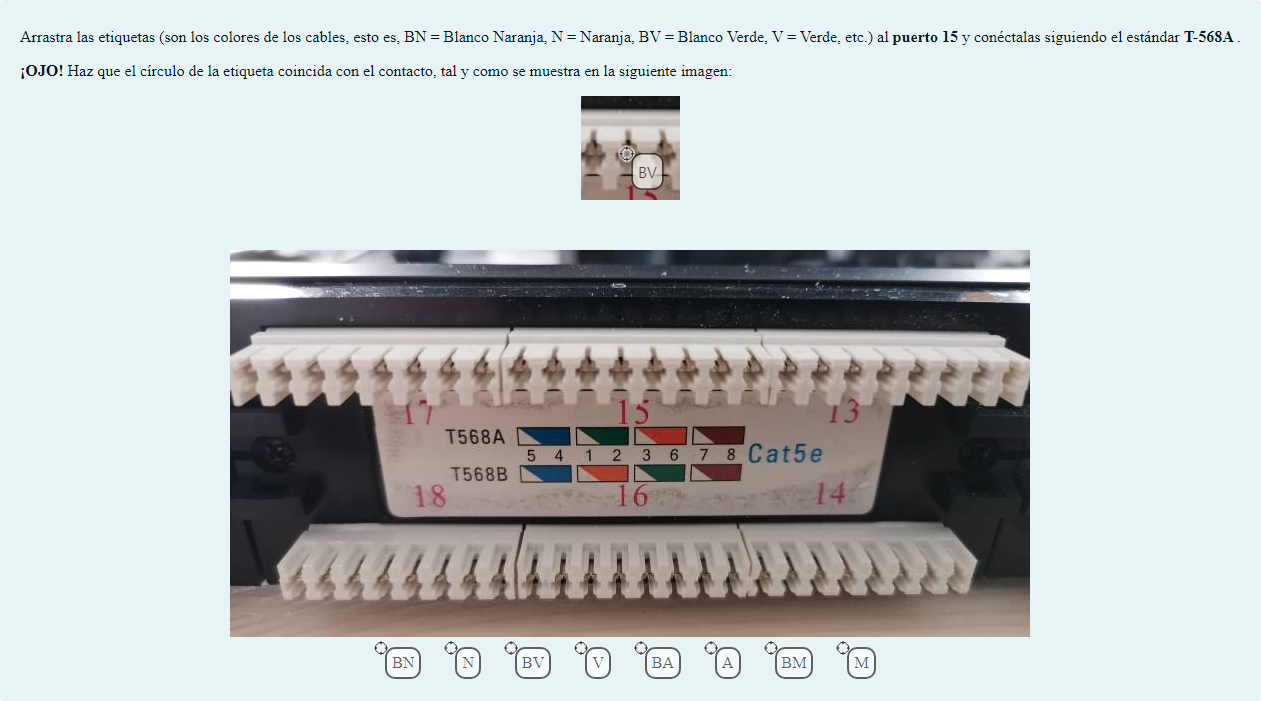 Arrastra las etiquetas (son los colores de los cables, esto es, BN = Blanco Naranja, N = Naranja, BV = Blanco Verde, V = Verde, etc.) al puerto 15 y conéctalas siguiendo el estándar T-568A .
¡OJO! Haz que el círculo de la etiqueta coincida con el contacto, tal y como se muestra en la siguiente imagen:
BV
15
17 15 13
T568A
5 4 1 2 3 6 7 8 Cat5e
T568B
18 16 14
BN N BV V BA A BM M